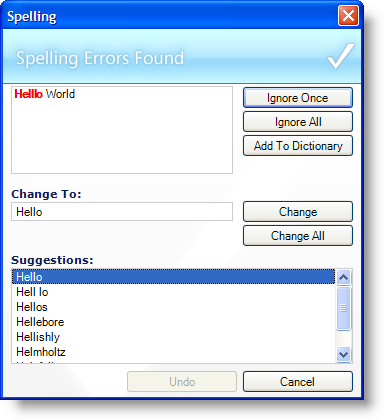 Spelling
Spelling Errors Found
Helllo World
Ignore Once
Ignore All
Add To Dictionary
Change To:
Hello
Change
Change All
Suggestions:
Hello
Hell lo
Hellos
Hellebore
Hellishly
Helmholtz
Undo
Cancel